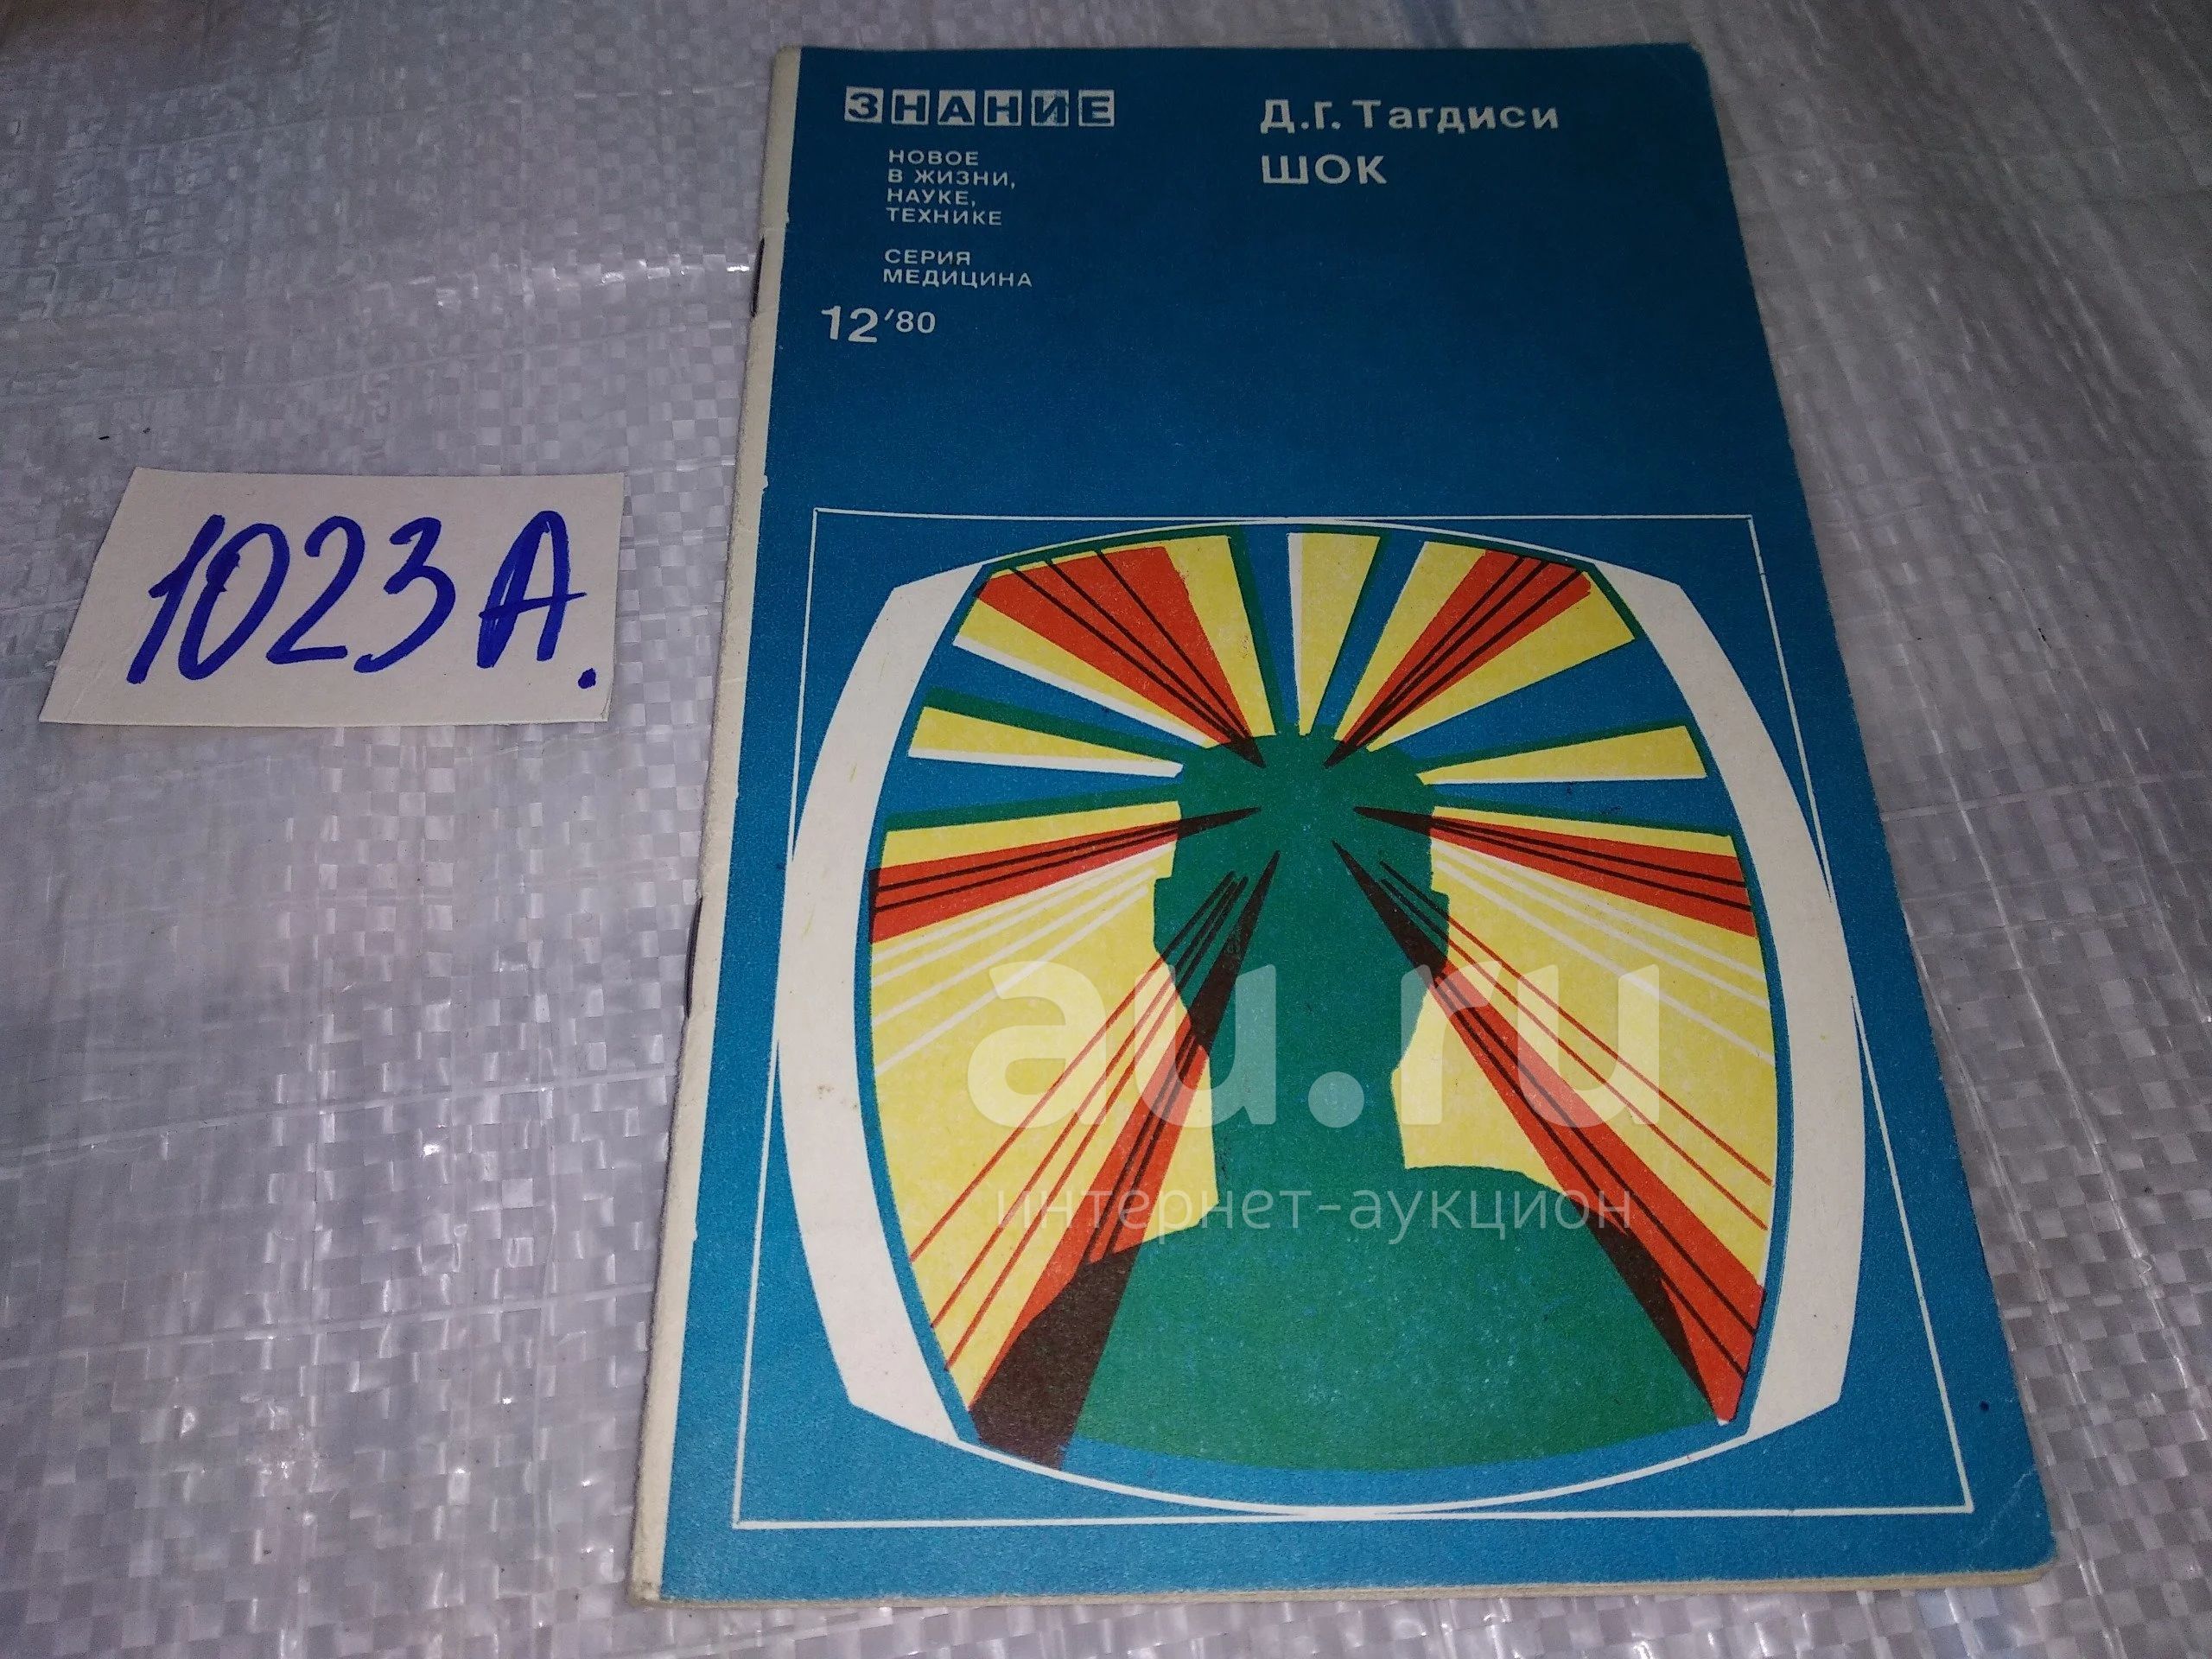 ЗНАНИЕ
НОВОЕ
В ЖИЗНИ,
НАУКЕ,
ТЕХНИКЕ
СЕРИЯ
МЕДИЦИНА
12'80
Д.Г. Тагдиси
ШОК
1023А.
au.ru
интернет-аукцион